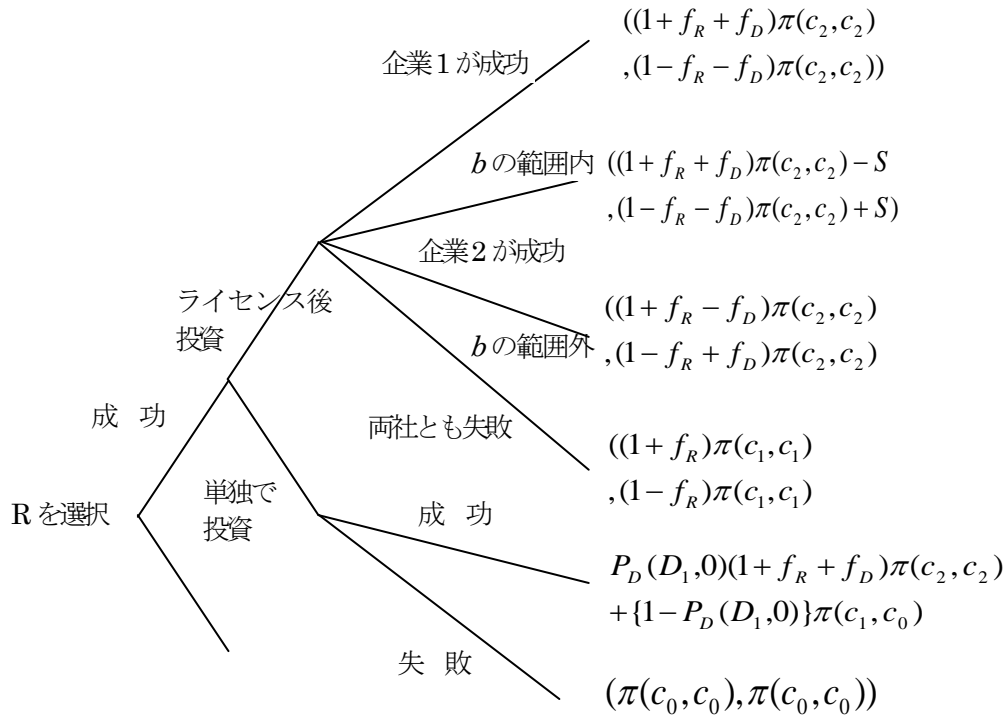 企業1が成功
((1+f_R+f_D)π(c_2,c_2)
,(1-f_R-f_D)π(c_2,c_2))
bの範囲内
((1+f_R+f_D)π(c_2,c_2)-S
,(1-f_R-f_D)π(c_2,c_2)+S)
企業2が成功
ライセンス後
投資
bの範囲外
((1+f_R-f_D)π(c_2,c_2)
,(1-f_R+f_D)π(c_2,c_2)
成 功
両社とも失敗
((1+f_R)π(c_1,c_1)
,(1-f_R)π(c_1,c_1)
Rを選択
単独で
投資
成 功
P_D(D_1,0)(1+f_R+f_D)π(c_2,c_2)
+{1-P_D(D_1,0)}π(c_1,c_0)
失 敗
(π(c_0,c_0),π(c_0,c_0))